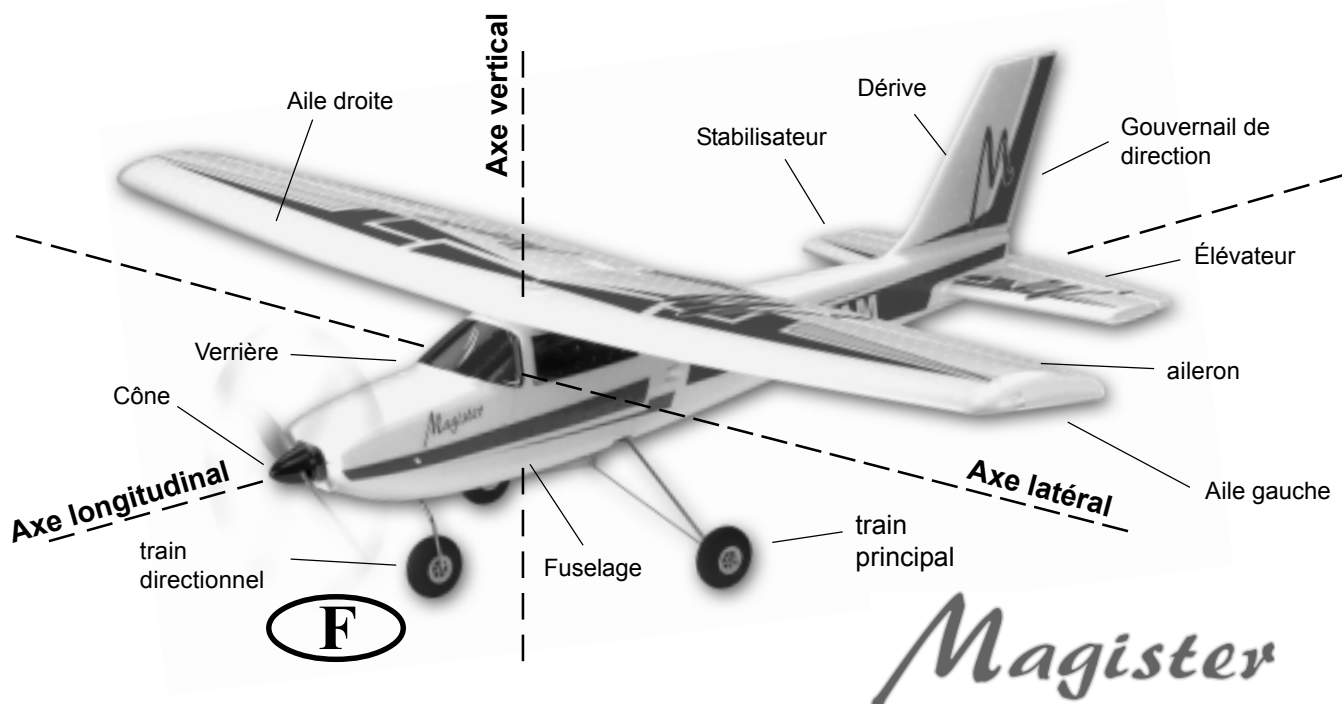 Axe vertical
Aile droite
Dérive
Stabilisateur
Gouvernail de
direction
Élévateur
Verrière
aileron
Cône
Magister
Axe longitudinal
Axe latéral
Aile gauche
train
directionnel
Fuselage
train
principal
F
Magister